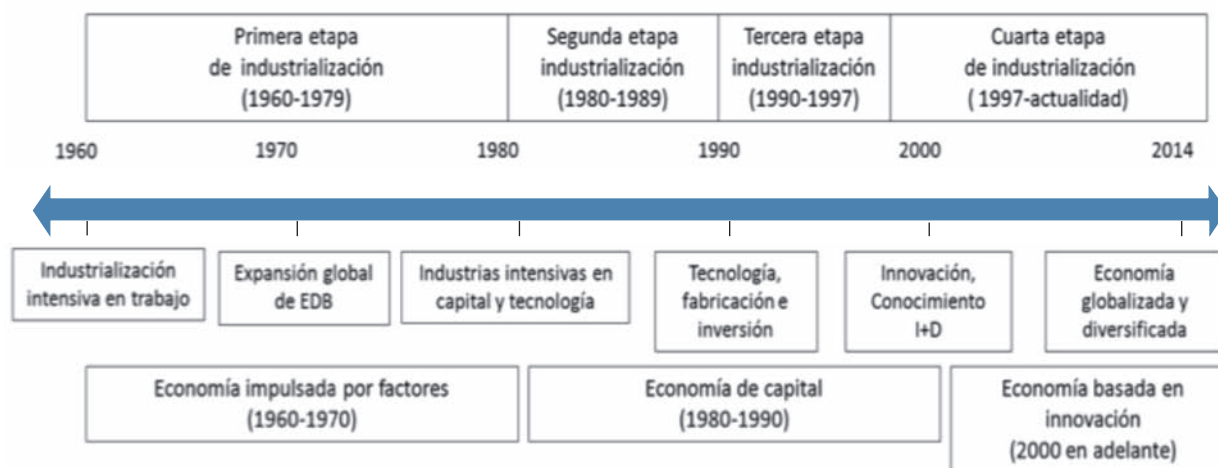 Primera etapa
de industrialización
(1960-1979)
Segunda etapa
industrialización
(1980-1989)
Tercera etapa
industrialización
(1990-1997)
Cuarta etapa
de industrialización
( 1997-actualidad)
1960
1970
1980
1990
2000
2014
Industrialización
intensiva en trabajo
Expansión global
de EDB
Industrias intensivas en
capital y tecnología
Tecnología,
fabricación e
inversión
Innovación,
Conocimiento
I+D
Economía
globalizada y
diversificada
Economía impulsada por factores
(1960-1970)
Economía de capital
(1980-1990)
Economía basada en
innovación
(2000 en adelante)